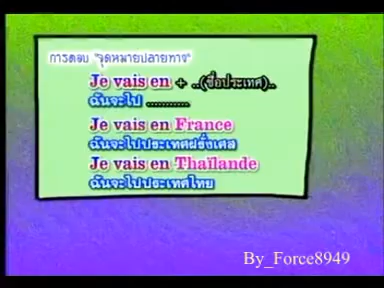 การตอบ "จุดหมายปลายทาง"
Je vais en + ..(ชื่อประเทศ)..
ฉันจะไป ..........
Je vais en France
ฉันจะไปประเทศฝรั่งเศส
Je vais en Thaïlande
ฉันจะไปประเทศไทย
By_Force8949